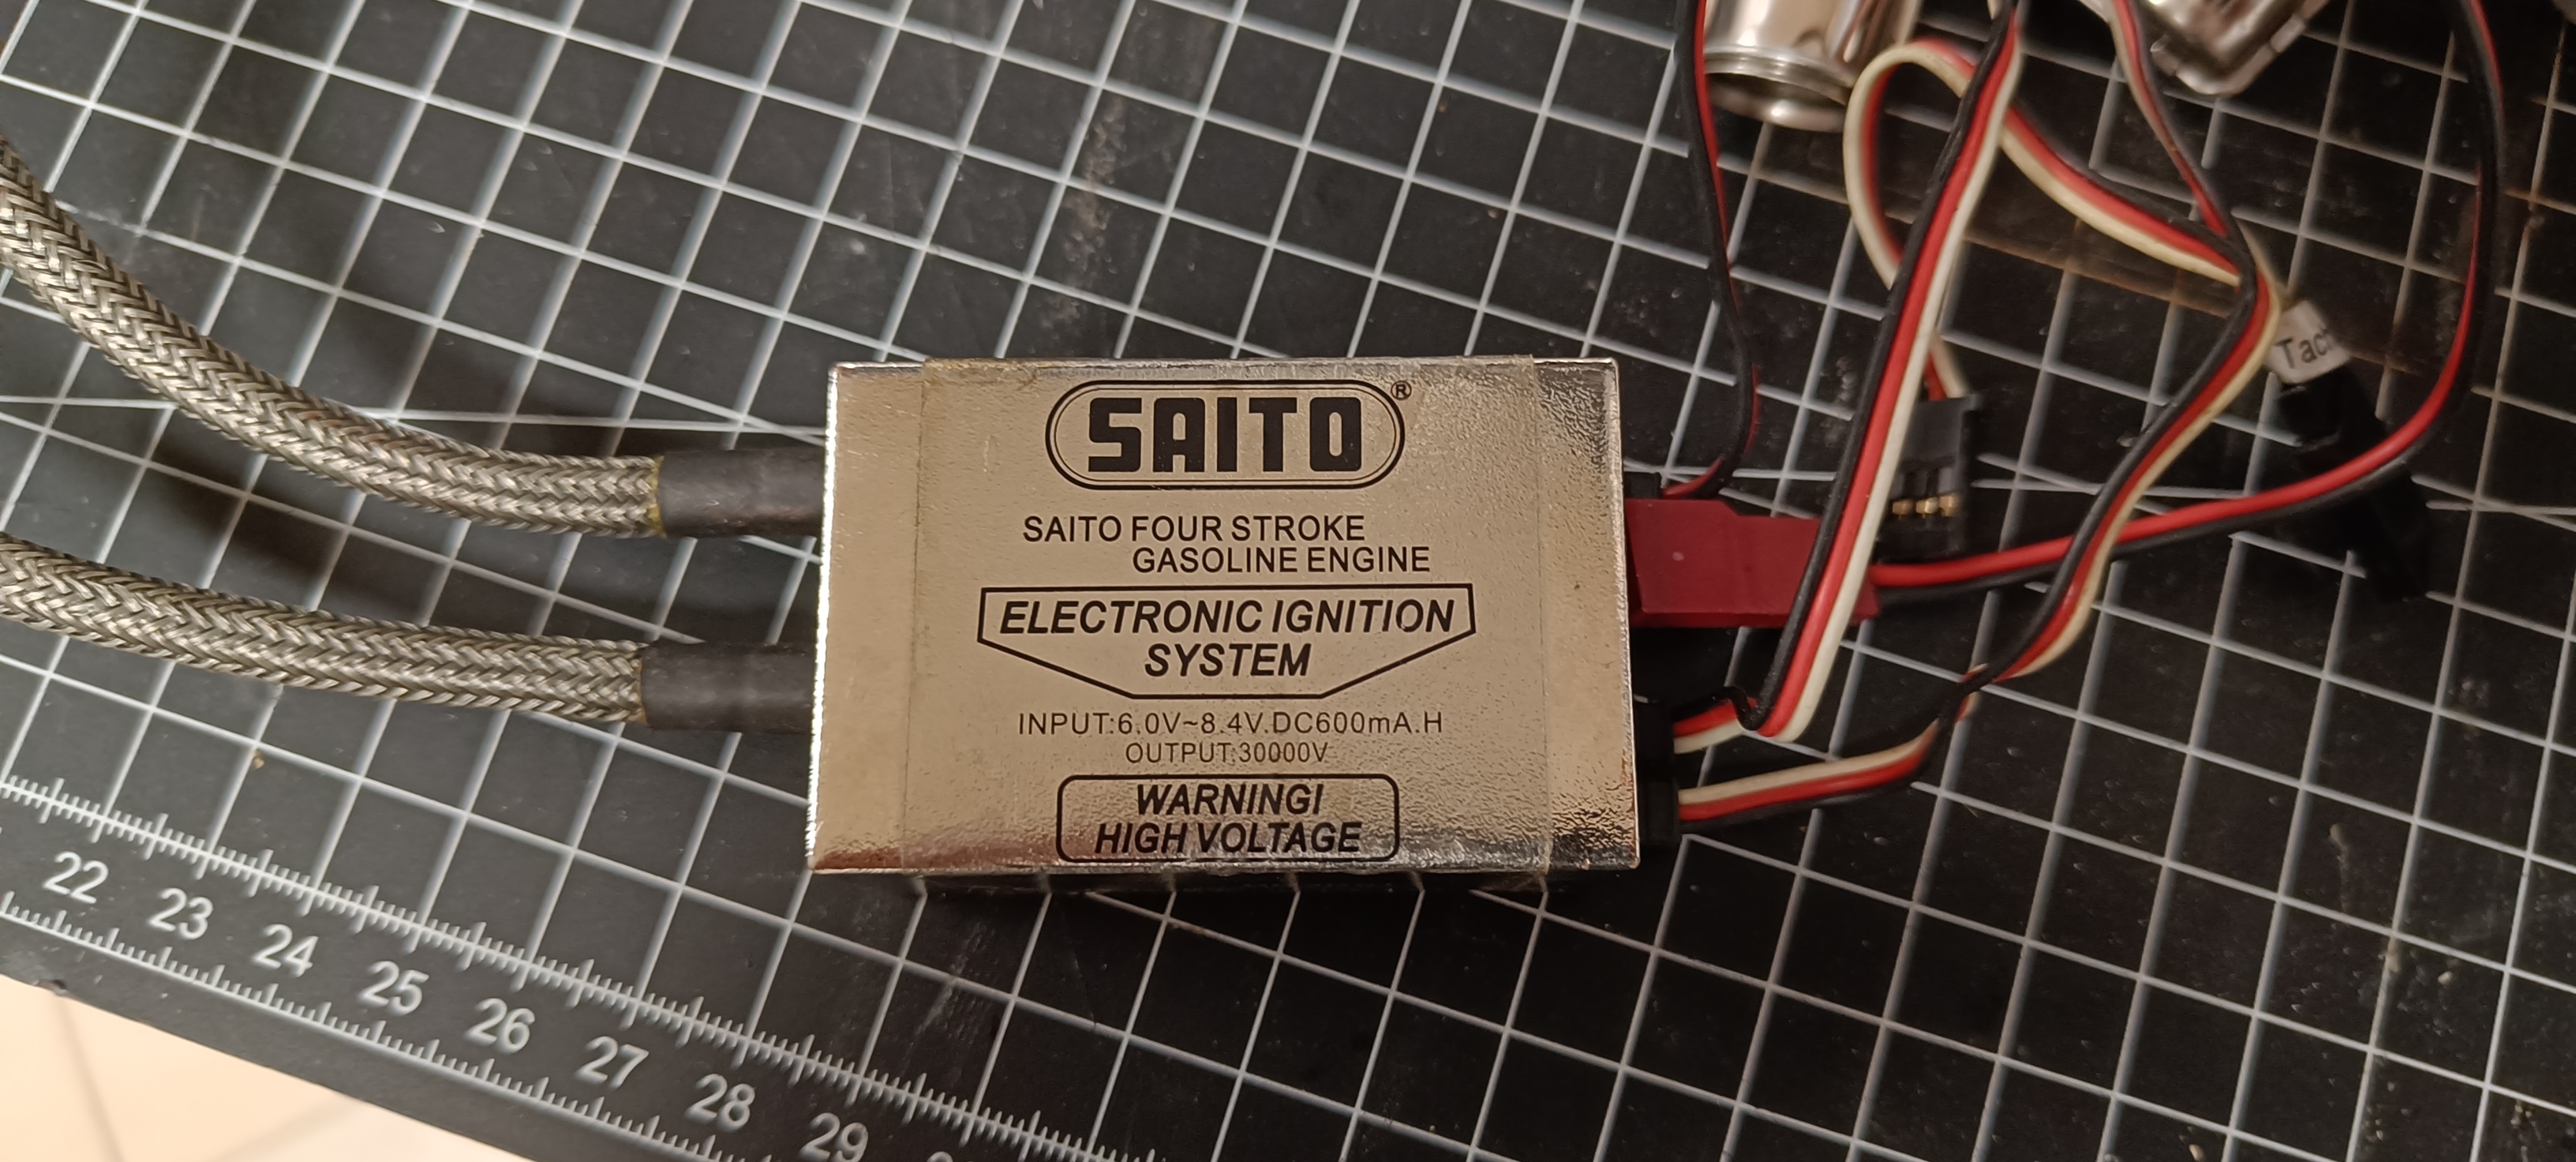 SAITO®
SAITO FOUR STROKE
GASOLINE ENGINE
ELECTRONIC IGNITION
SYSTEM
INPUT:6.0V~8.4V.DC600mA.H
OUTPUT:30000V
WARNING!
HIGH VOLTAGE
22 23 24 25 26 27 28 29